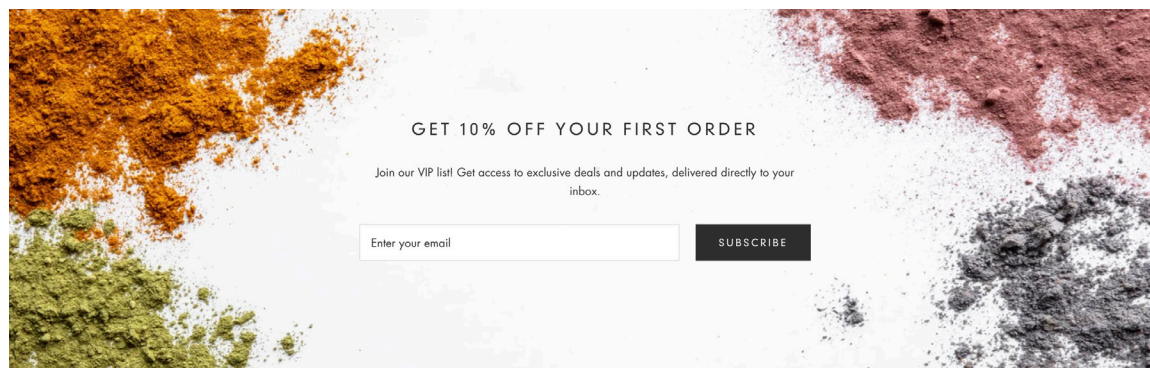 GET 10% OFF YOUR FIRST ORDER
Join our VIP list! Get access to exclusive deals and updates, delivered directly to your
inbox.
Enter your email
SUBSCRIBE